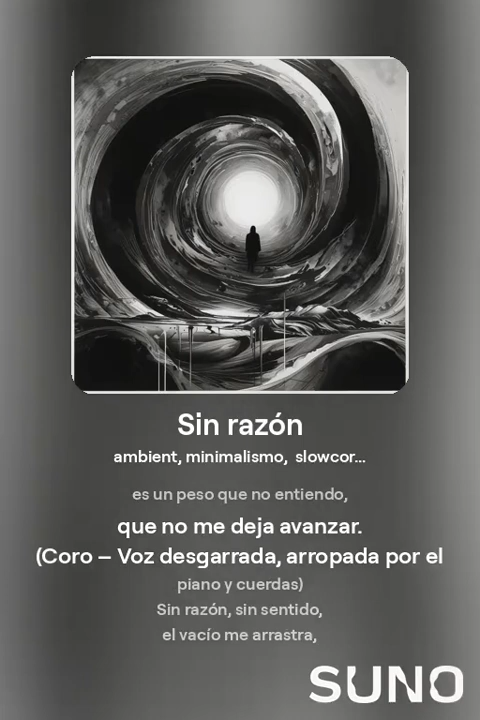 Sin razón
ambient, minimalismo, slowcor...
es un peso que no entiendo,
que no me deja avanzar.
(Coro – Voz desgarrada, arropada por el
piano y cuerdas)
Sin razón, sin sentido,
el vacío me arrastra,
SUNO